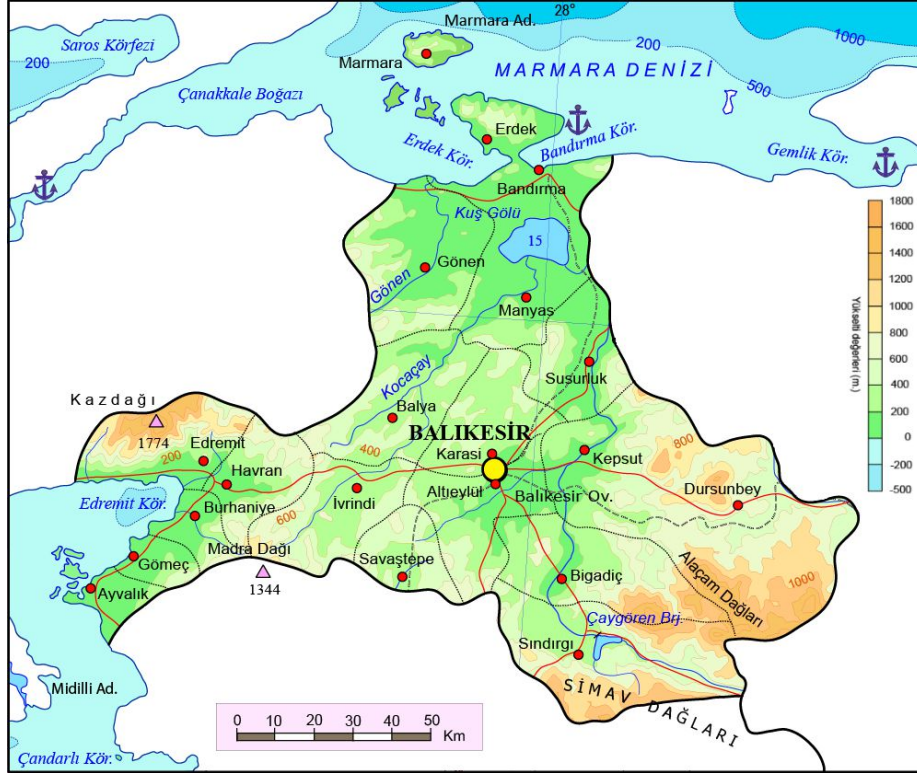 28°
Marmara Ad.
1000
200
Saros Körfezi
Marmara
200
MARMARA DENİZİ
500
Çanakkale Boğazı
Erdek
Erdek Kör.
Bandırma Kör.
Gemlik Kör.
Bandırma
Kuş Gölü
15
1800
1600
1400
1200
1000
800
600
400
200
0
-200
-500
Yükselti değerleri (m.)
Gönen
Gönen
Manyas
Kocaçay
Susurluk
Kazdağı
1774
Balya
BALIKESİR
Edremit
200
400
Karasi
Kepsut
800
Havran
Altıeylül
Balıkesir Ov.
Dursunbey
Edremit Kör.
İvrindi
Burhaniye
600
Madra Dağı
1344
Savaştepe
Gömeç
Ayvalık
Bigadiç
Alaçam Dağları
1000
Çaygören Brj.
Sındırgı
SİMAV DAĞLARI
Midilli Ad.
0 10 20 30 40 50
Km
Çandarlı Kör.